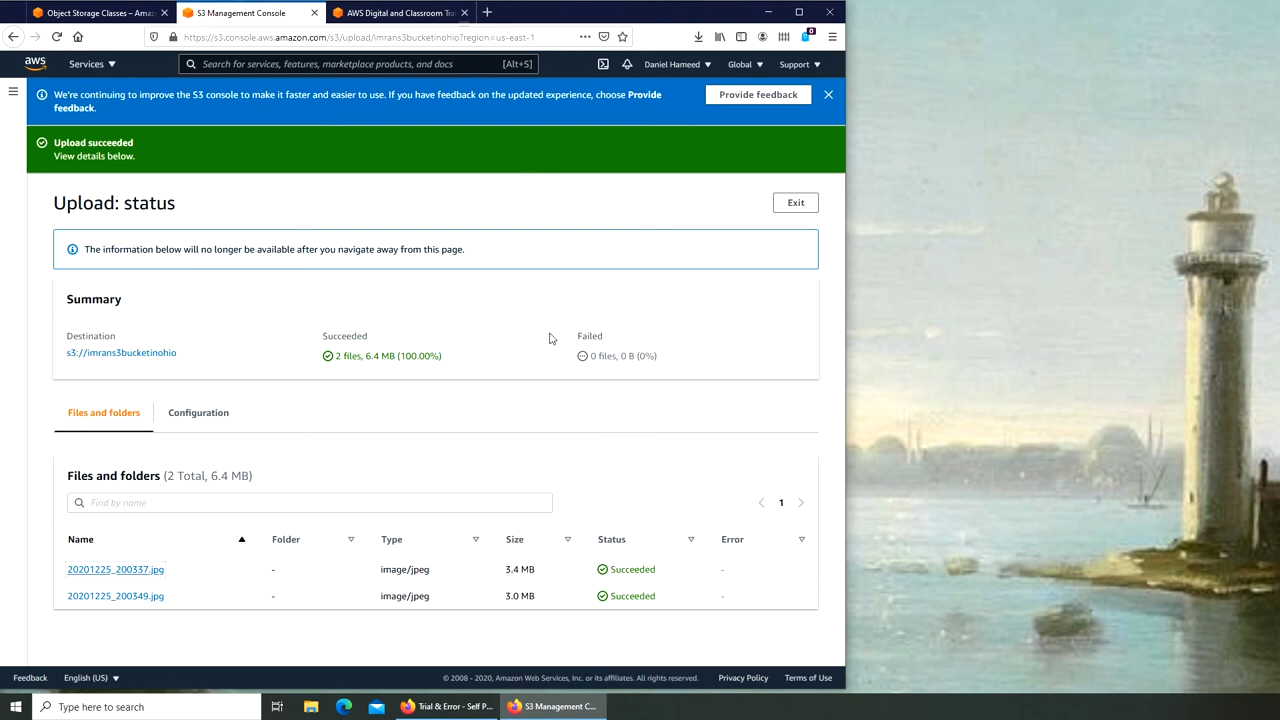 Object Storage Classes – Amaz
S3 Management Console
AWS Digital and Classroom Tra
https://s3.console.aws.amazon.com/s3/upload/imrans3bucketinohio?region=us-east-1
0
aws
Services
Search for services, features, marketplace products, and docs
[Alt+S]
Daniel Hameed
Global
Support
We're continuing to improve the S3 console to make it faster and easier to use. If you have feedback on the updated experience, choose Provide
feedback.
Provide feedback
Upload succeeded
View details below.
Upload: status
Exit
The information below will no longer be available after you navigate away from this page.
Summary
Destination
Succeeded
Failed
s3://imrans3bucketinohio
2 files, 6.4 MB (100.00%)
0 files, 0 B (0%)
Files and folders
Configuration
Files and folders (2 Total, 6.4 MB)
Find by name
1
Name
Folder
Type
Size
Status
Error
20201225_200337.jpg
-
image/jpeg
3.4 MB
Succeeded
-
20201225_200349.jpg
-
image/jpeg
3.0 MB
Succeeded
-
Feedback
English (US)
© 2008 - 2020, Amazon Web Services, Inc. or its affiliates. All rights reserved.
Privacy Policy
Terms of Use
Type here to search
Trial & Error - Self P...
S3 Management C...